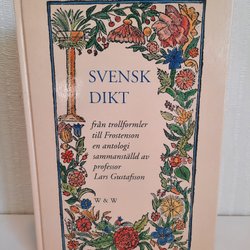 SVENSK
DIKT
från trollformler
till Frostenson
en antologi
sammanställd av
professor
Lars Gustafsson
W & W